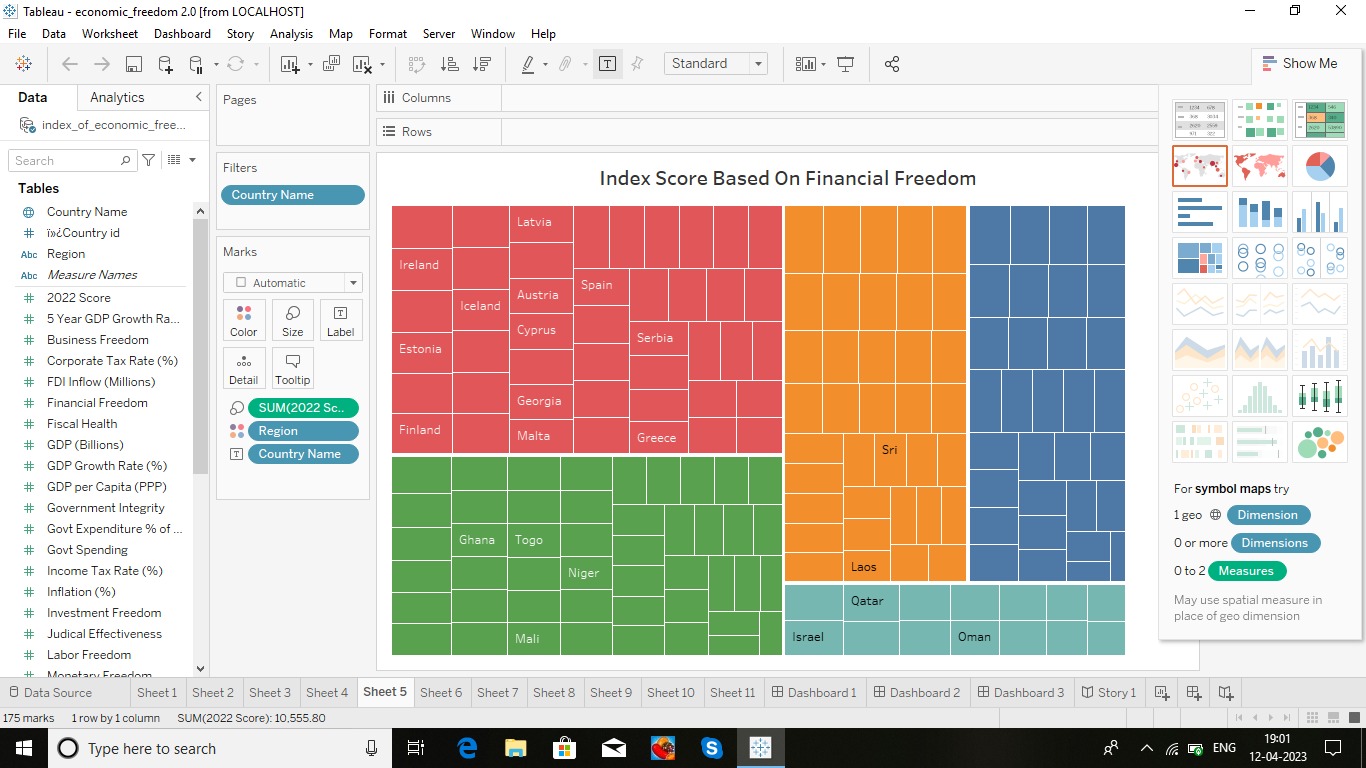 Tableau - economic_freedom 2.0 [from LOCALHOST]
File Data Worksheet Dashboard Story Analysis Map Format Server Window Help
Standard
Show Me
Data Analytics
index_of_economic_free...
Search
Tables
Country Name
ï»¿Country id
Region
Measure Names
2022 Score
5 Year GDP Growth Ra...
Business Freedom
Corporate Tax Rate (%)
FDI Inflow (Millions)
Financial Freedom
Fiscal Health
GDP (Billions)
GDP Growth Rate (%)
GDP per Capita (PPP)
Government Integrity
Govt Expenditure % of ...
Govt Spending
Income Tax Rate (%)
Inflation (%)
Investment Freedom
Judical Effectiveness
Labor Freedom
Monetary Freedom
Pages
Filters
Country Name
Marks
Automatic
Color Size Label
Detail Tooltip
SUM(2022 Sc..
Region
Country Name
Columns
Rows
Index Score Based On Financial Freedom
Latvia
Ireland
Spain
Austria
Iceland
Cyprus
Serbia
Estonia
Georgia
Finland
Malta
Greece
Ghana
Togo
Niger
Mali
Sri
Laos
Qatar
Israel
Oman
For symbol maps try
1 geo Dimension
0 or more Dimensions
0 to 2 Measures
May use spatial measure in
place of geo dimension
Data Source Sheet 1 Sheet 2 Sheet 3 Sheet 4 Sheet 5 Sheet 6 Sheet 7 Sheet 8 Sheet 9 Sheet 10 Sheet 11 Dashboard 1 Dashboard 2 Dashboard 3 Story 1
175 marks 1 row by 1 column SUM(2022 Score): 10,555.80
Type here to search
ENG
19:01
12-04-2023